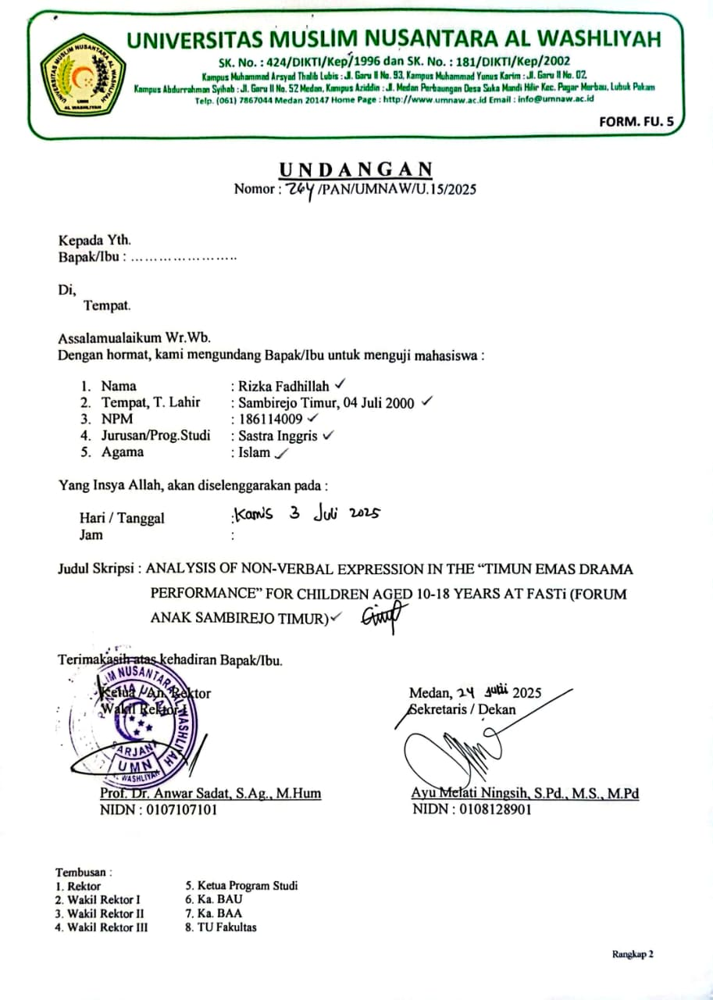 UNIVERSITAS MUSLIM NUSANTARA AL WASHLIYAH
SK. No. : 424/DIKTI/Kep/1996 dan SK. No. : 181/DIKTI/Kep/2002
Kampus Muhammad Arsyad Thalib Lubis : Jl. Garu II No. 93, Kampus Muhammad Yunus Karim : Jl. Garu II No. 02,
Kampus Abdurrahman Syihab : Jl. Garu II No. 52 Medan, Kampus Aziddin : Jl. Medan Perbaungan Desa Suka Mandi Hilir Kec. Pagar Merbau, Lubuk Pakam
Telp. (061) 7867044 Medan 20147 Home Page : http://www.umnaw.ac.id Email : info@umnaw.ac.id
UNIVERSITAS MUSLIM NUSANTARA AL WASHLIYAH
UMN
AL WASHLIYAH
FORM. FU. 5
UNDANGAN
Nomor : 264/PAN/UMNAW/U.15/2025
Kepada Yth.
Bapak/Ibu : ........................
Di,
Tempat.
Assalamualaikum Wr.Wb.
Dengan hormat, kami mengundang Bapak/Ibu untuk menguji mahasiswa :
1. Nama : Rizka Fadhillah ✓
2. Tempat, T. Lahir : Sambirejo Timur, 04 Juli 2000 ✓
3. NPM : 186114009 ✓
4. Jurusan/Prog.Studi : Sastra Inggris ✓
5. Agama : Islam ✓
Yang Insya Allah, akan diselenggarakan pada :
Hari / Tanggal : Kamis 3 Juli 2025
Jam :
Judul Skripsi : ANALYSIS OF NON-VERBAL EXPRESSION IN THE “TIMUN EMAS DRAMA
PERFORMANCE” FOR CHILDREN AGED 10-18 YEARS AT FASTi (FORUM
ANAK SAMBIREJO TIMUR) ✓
Terimakasih atas kehadiran Bapak/Ibu.
Ketua / An. Rektor
Wakil Rektor I
UMN
Prof. Dr. Anwar Sadat, S.Ag., M.Hum
NIDN : 0107107101
Medan, 24 2025
Sekretaris / Dekan
Ayu Melati Ningsih, S.Pd., M.S., M.Pd
NIDN : 0108128901
Tembusan :
1. Rektor
2. Wakil Rektor I
3. Wakil Rektor II
4. Wakil Rektor III
5. Ketua Program Studi
6. Ka. BAU
7. Ka. BAA
8. TU Fakultas
Rangkap 2